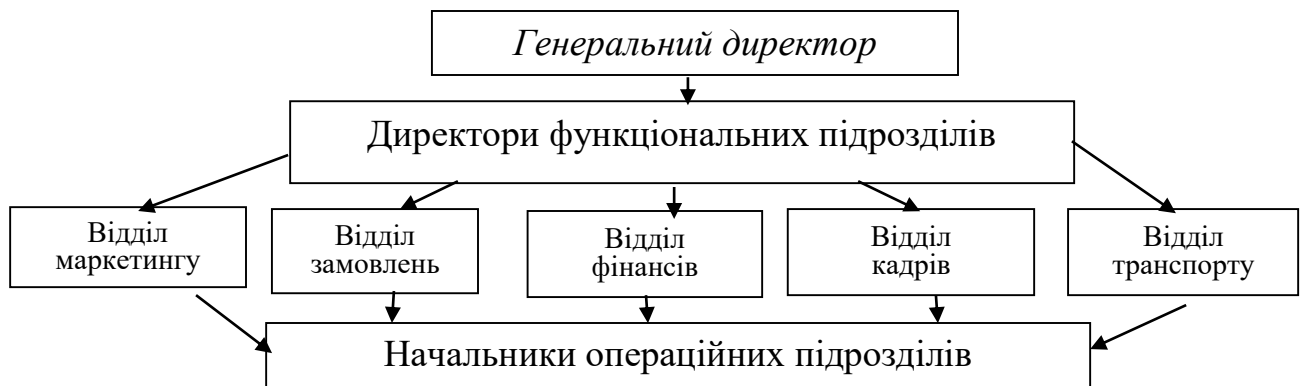 Генеральний директор
Директори функціональних підрозділів
Відділ
маркетингу
Відділ
замовлень
Відділ
фінансів
Відділ
кадрів
Відділ
транспорту
Начальники операційних підрозділів